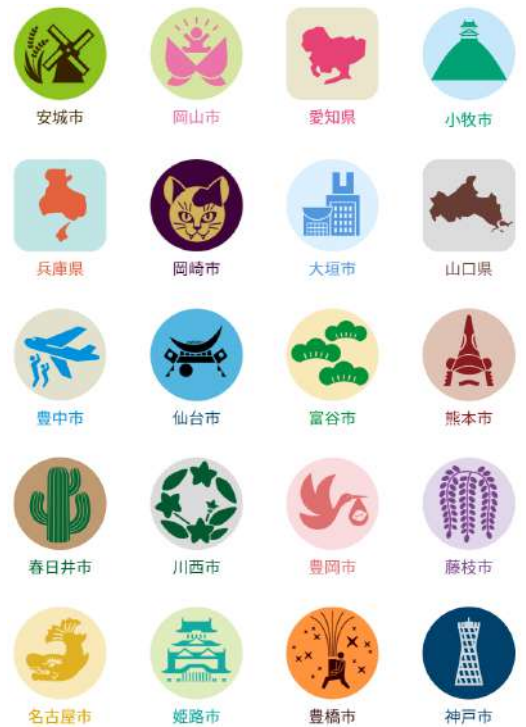 安城市 岡山市 愛知県 小牧市
兵庫県 岡崎市 大垣市 山口県
豊中市 仙台市 富谷市 熊本市
春日井市 川西市 豊岡市 藤枝市
名古屋市 姫路市 豊橋市 神戸市